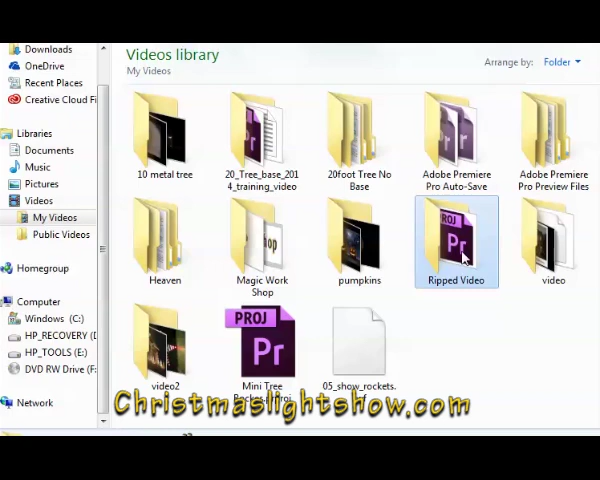 Downloads
OneDrive
Recent Places
Creative Cloud Fi
Libraries
Documents
Music
Pictures
Videos
My Videos
Public Videos
Homegroup
Computer
Windows (C:)
HP_RECOVERY (D
HP_TOOLS (E:)
DVD RW Drive (F:
Network
Videos library
My Videos
Arrange by: Folder
10 metal tree
20_Tree_base_201
4_training_video
20foot Tree No
Base
Adobe Premiere
Pro Auto-Save
Adobe Premiere
Pro Preview Files
Heaven
hop
Magic Work
Shop
pumpkins
PROJ
Pr
Ripped Video
video
video2
PROJ
Pr
Mini Tree
05_show_rockets.
Christmaslightshow.com